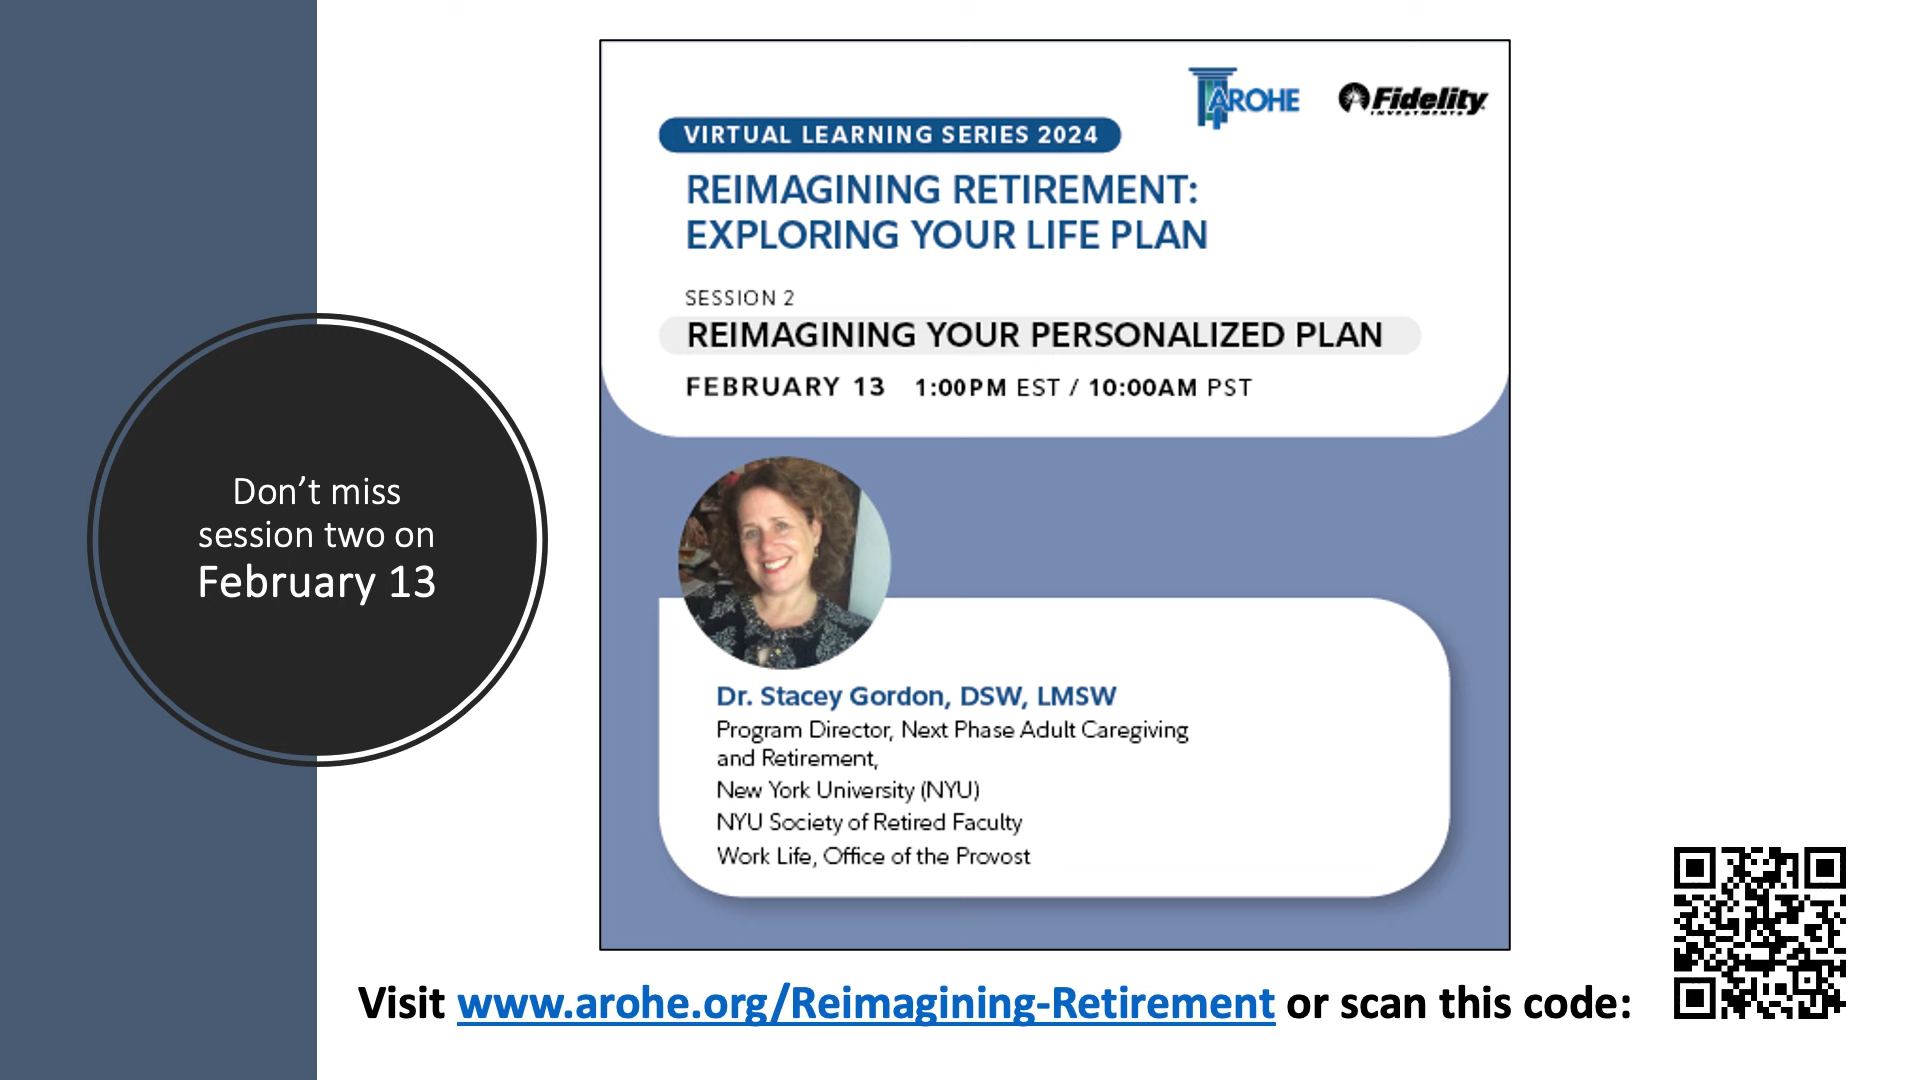 Don’t miss
session two on
February 13
AROHE
Fidelity
INVESTMENTS
VIRTUAL LEARNING SERIES 2024
REIMAGINING RETIREMENT:
EXPLORING YOUR LIFE PLAN
SESSION 2
REIMAGINING YOUR PERSONALIZED PLAN
FEBRUARY 13 1:00PM EST / 10:00AM PST
Dr. Stacey Gordon, DSW, LMSW
Program Director, Next Phase Adult Caregiving
and Retirement,
New York University (NYU)
NYU Society of Retired Faculty
Work Life, Office of the Provost
Visit www.arohe.org/Reimagining-Retirement or scan this code: